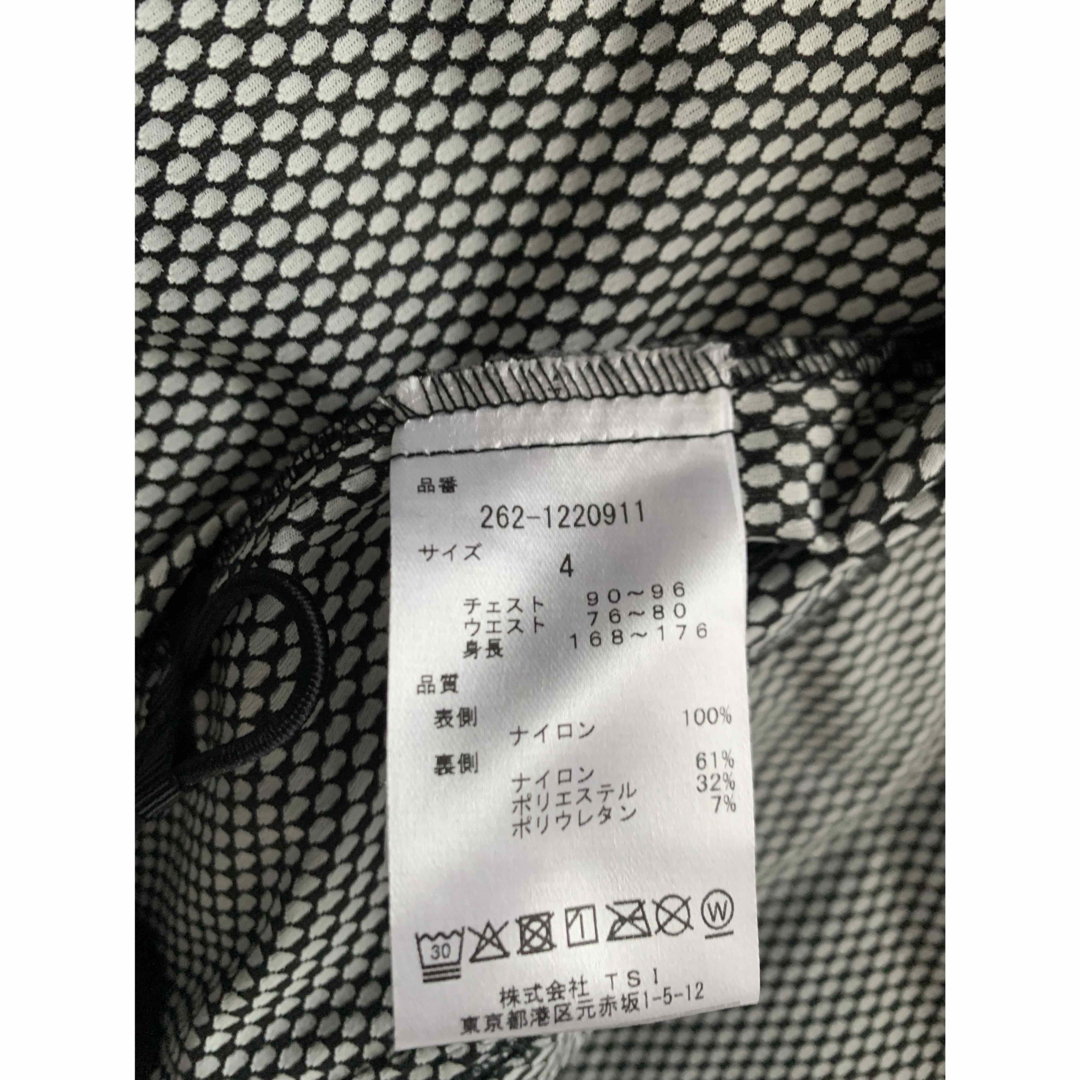 品番
262-1220911
サイズ
4
チェスト 90~96
ウエスト 76~80
身長 168~176
品質
表側
ナイロン 100%
裏側
ナイロン 61%
ポリエステル 32%
ポリウレタン 7%
30
W
株式会社 TSI
東京都港区元赤坂1-5-12